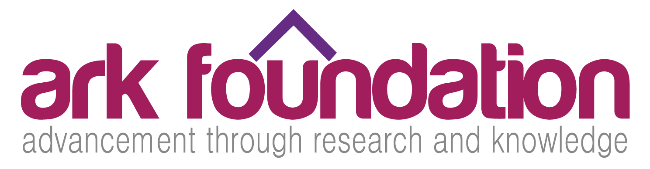 ark foundation
advancement through research and knowledge